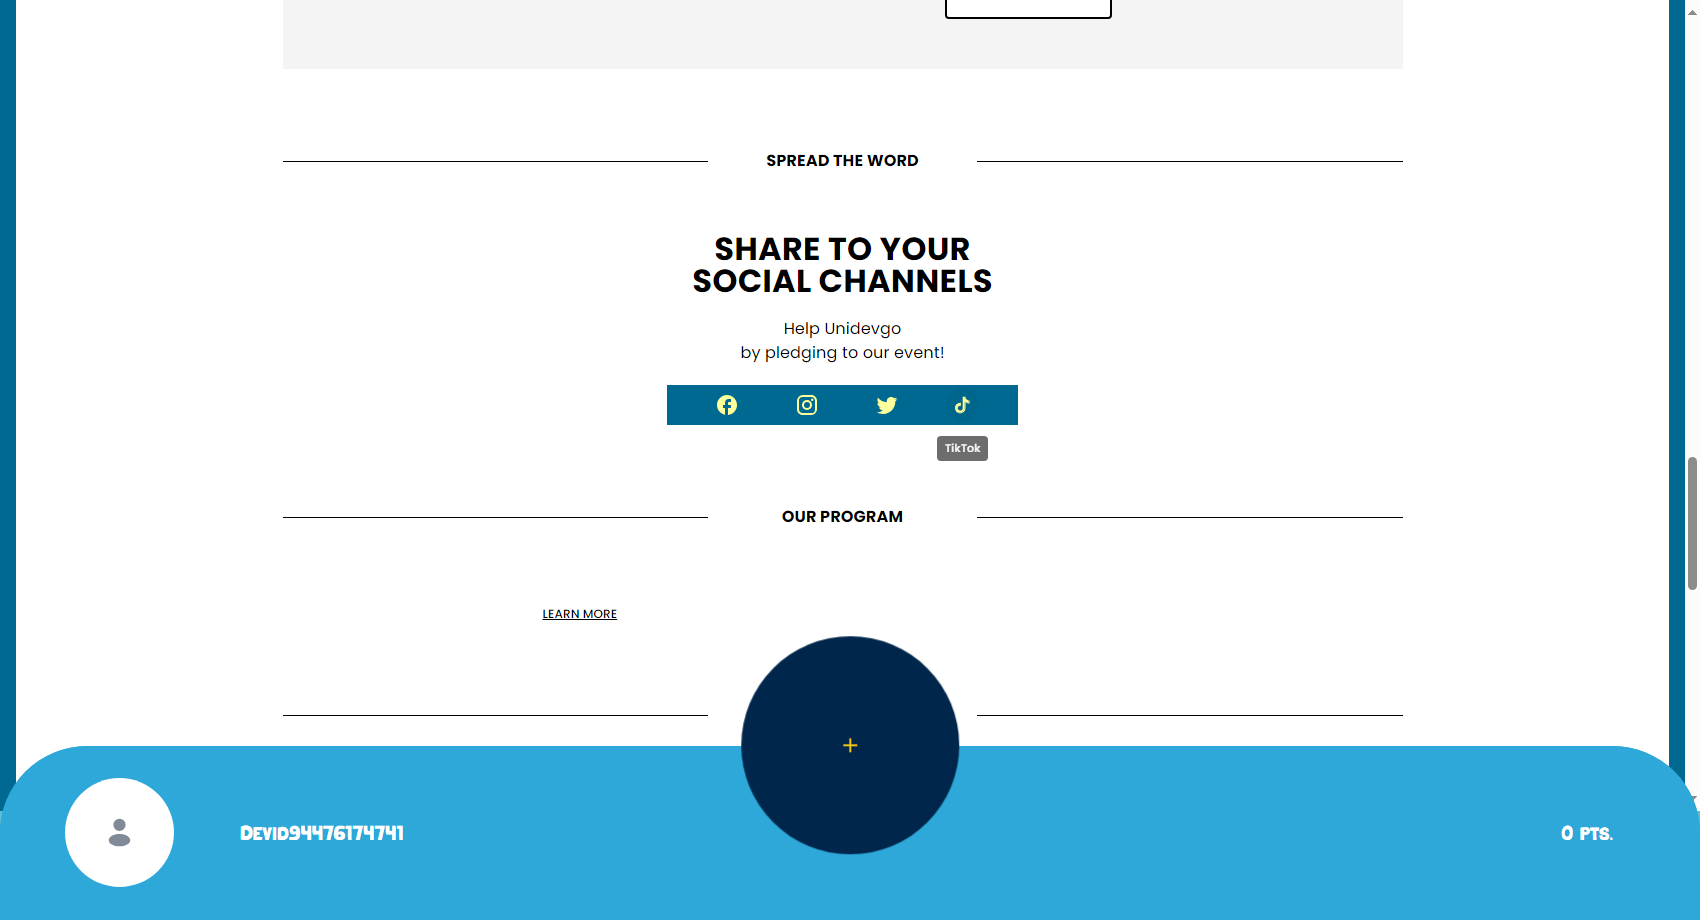 SPREAD THE WORD
SHARE TO YOUR
SOCIAL CHANNELS
Help Unidevgo
by pledging to our event!
TikTok
OUR PROGRAM
LEARN MORE
+
Devid94476174741
0 pts.